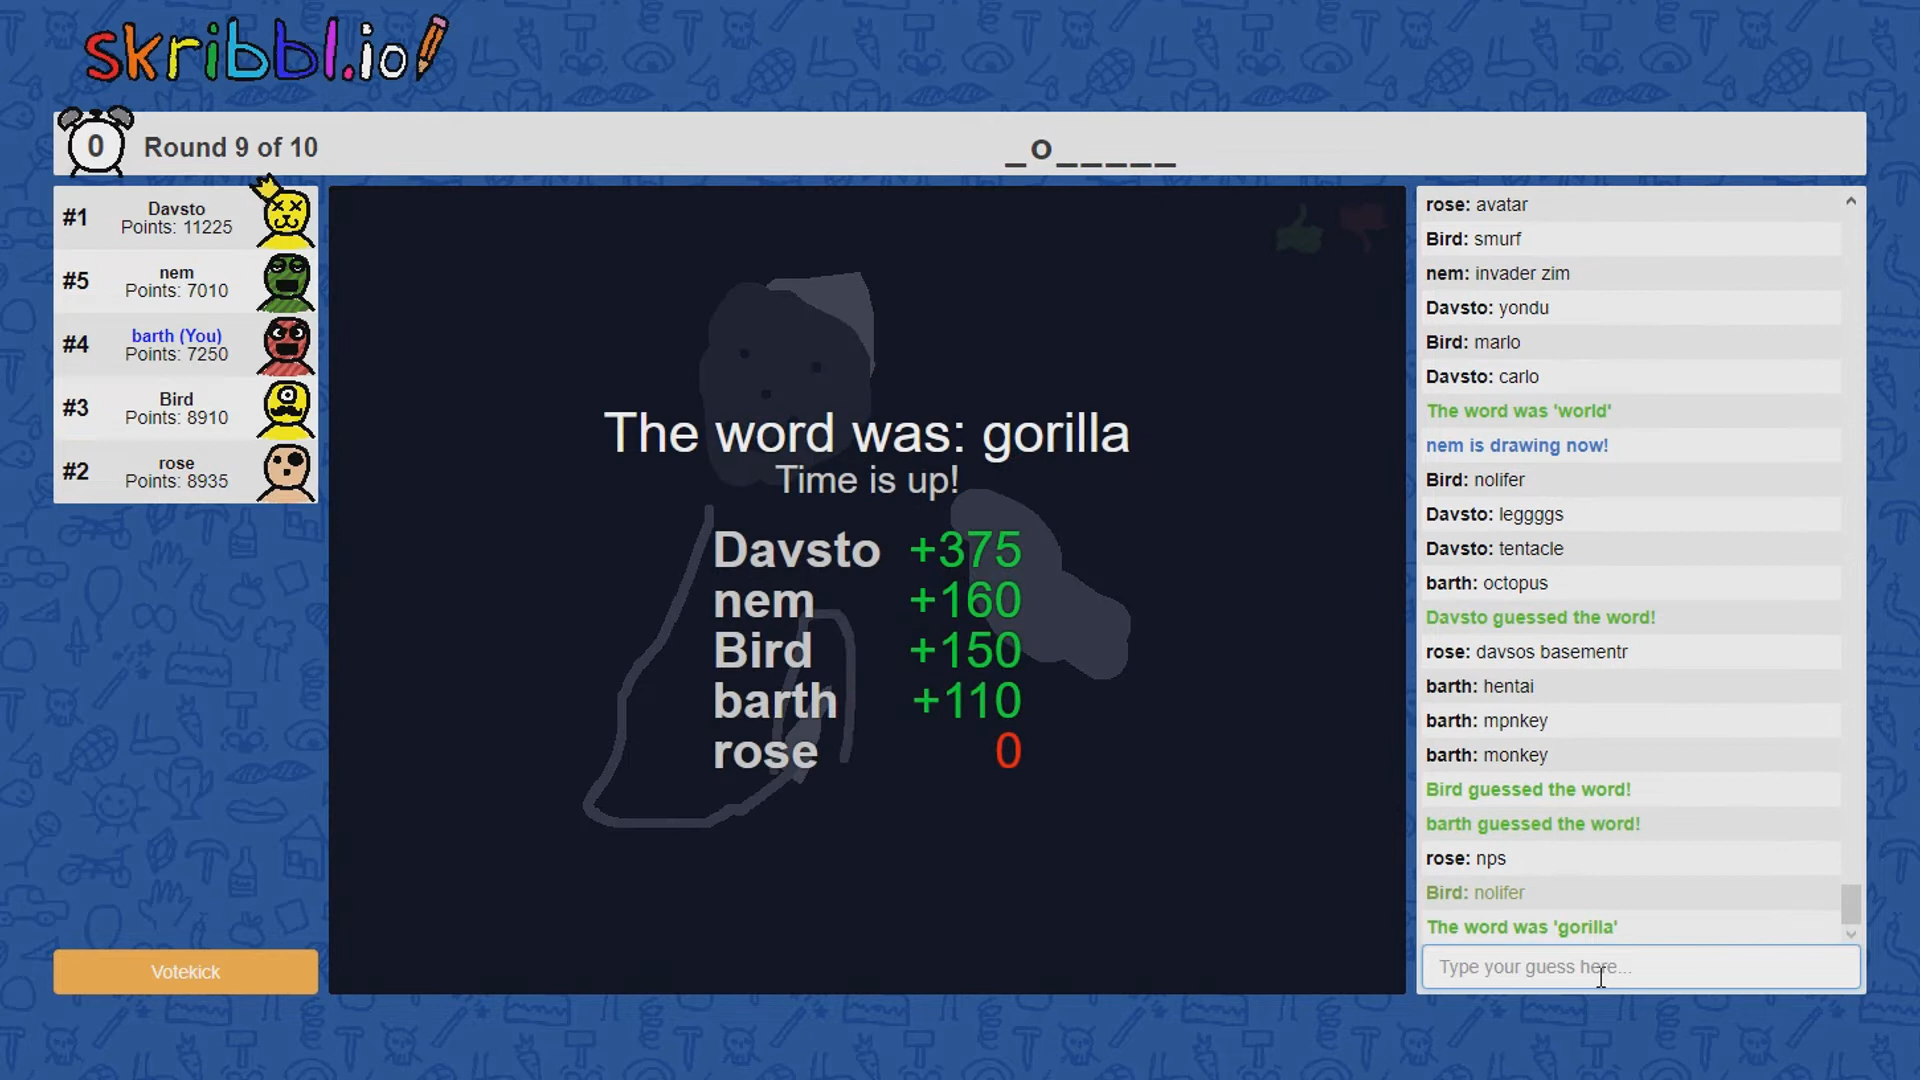 skribbl.io
0
Round 9 of 10
_o_____
#1
Davsto
Points: 11225
#5
nem
Points: 7010
#4
barth (You)
Points: 7250
#3
Bird
Points: 8910
#2
rose
Points: 8935
Votekick
The word was: gorilla
Time is up!
Davsto +375
nem +160
Bird +150
barth +110
rose 0
rose: avatar
Bird: smurf
nem: invader zim
Davsto: yondu
Bird: marlo
Davsto: carlo
The word was 'world'
nem is drawing now!
Bird: nolifer
Davsto: leggggs
Davsto: tentacle
barth: octopus
Davsto guessed the word!
rose: davsos basementr
barth: hentai
barth: mpnkey
barth: monkey
Bird guessed the word!
barth guessed the word!
rose: nps
Bird: nolifer
The word was 'gorilla'
Type your guess here...